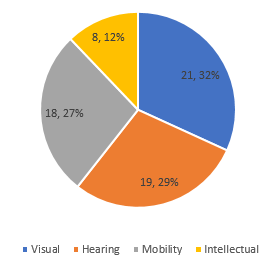 8, 12%
21, 32%
18, 27%
19, 29%
Visual Hearing Mobility Intellectual